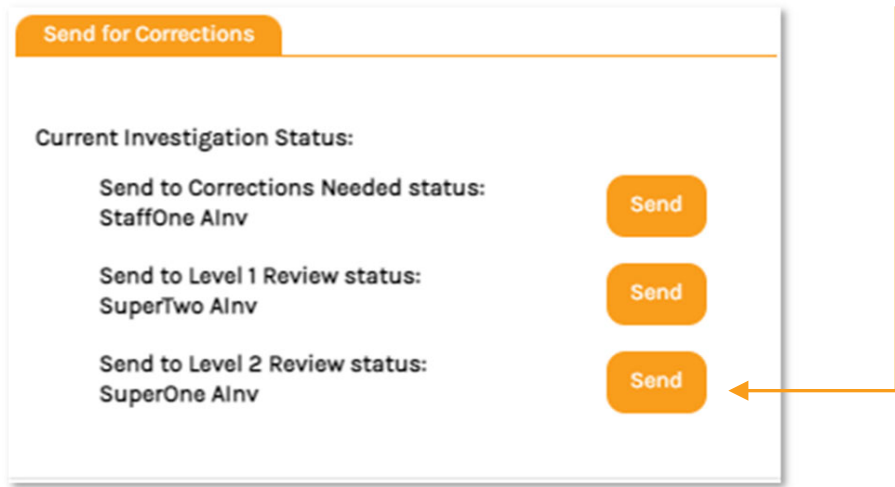 Send for Corrections
Current Investigation Status:
Send to Corrections Needed status:
StaffOne AInv
Send
Send to Level 1 Review status:
SuperTwo AInv
Send
Send to Level 2 Review status:
SuperOne AInv
Send